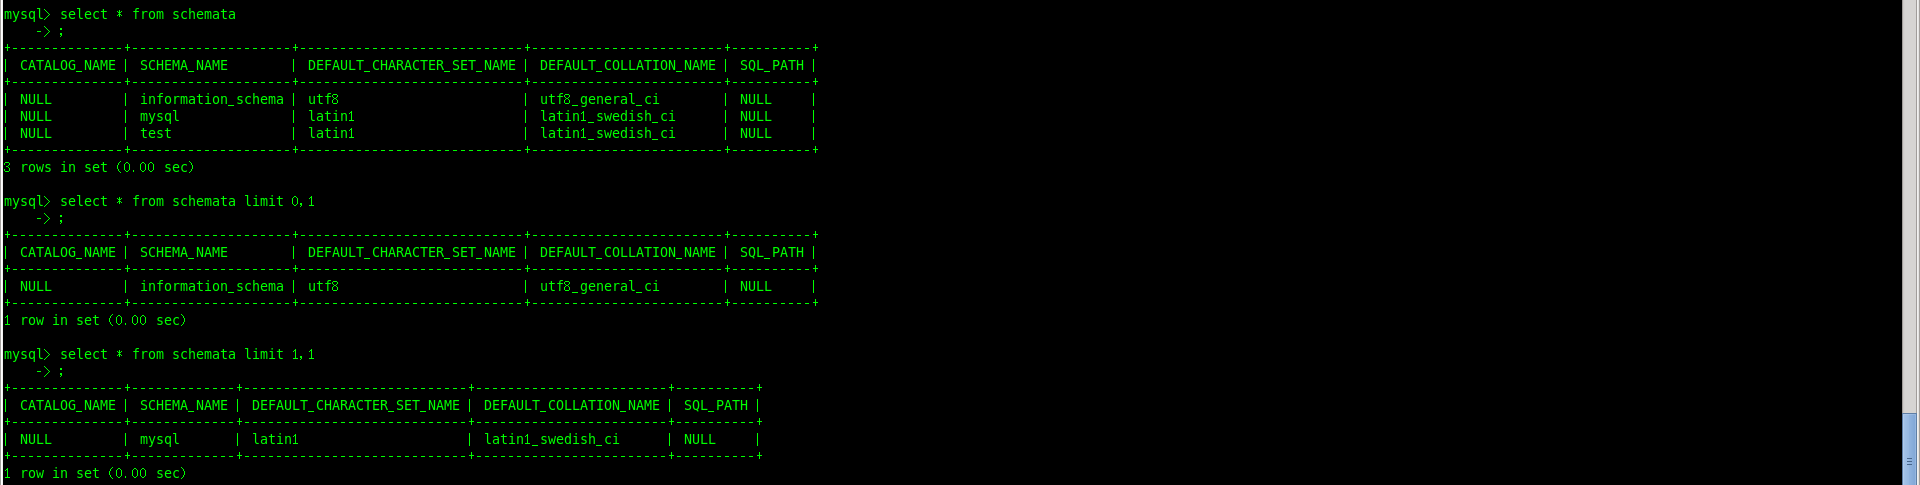 mysql> select * from schemata
    -> ;
+--------------+--------------------+----------------------------+------------------------+----------+
| CATALOG_NAME | SCHEMA_NAME        | DEFAULT_CHARACTER_SET_NAME | DEFAULT_COLLATION_NAME | SQL_PATH |
+--------------+--------------------+----------------------------+------------------------+----------+
| NULL         | information_schema | utf8                       | utf8_general_ci        | NULL     |
| NULL         | mysql              | latin1                     | latin1_swedish_ci      | NULL     |
| NULL         | test               | latin1                     | latin1_swedish_ci      | NULL     |
+--------------+--------------------+----------------------------+------------------------+----------+
3 rows in set (0.00 sec)

mysql> select * from schemata limit 0,1
    -> ;
+--------------+--------------------+----------------------------+------------------------+----------+
| CATALOG_NAME | SCHEMA_NAME        | DEFAULT_CHARACTER_SET_NAME | DEFAULT_COLLATION_NAME | SQL_PATH |
+--------------+--------------------+----------------------------+------------------------+----------+
| NULL         | information_schema | utf8                       | utf8_general_ci        | NULL     |
+--------------+--------------------+----------------------------+------------------------+----------+
1 row in set (0.00 sec)

mysql> select * from schemata limit 1,1
    -> ;
+--------------+-------------+----------------------------+------------------------+----------+
| CATALOG_NAME | SCHEMA_NAME | DEFAULT_CHARACTER_SET_NAME | DEFAULT_COLLATION_NAME | SQL_PATH |
+--------------+-------------+----------------------------+------------------------+----------+
| NULL         | mysql       | latin1                     | latin1_swedish_ci      | NULL     |
+--------------+-------------+----------------------------+------------------------+----------+
1 row in set (0.00 sec)